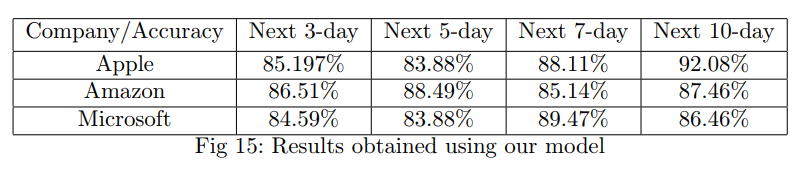 Company/Accuracy Next 3-day Next 5-day Next 7-day Next 10-day
Apple 85.197% 83.88% 88.11% 92.08%
Amazon 86.51% 88.49% 85.14% 87.46%
Microsoft 84.59% 83.88% 89.47% 86.46%
Fig 15: Results obtained using our model